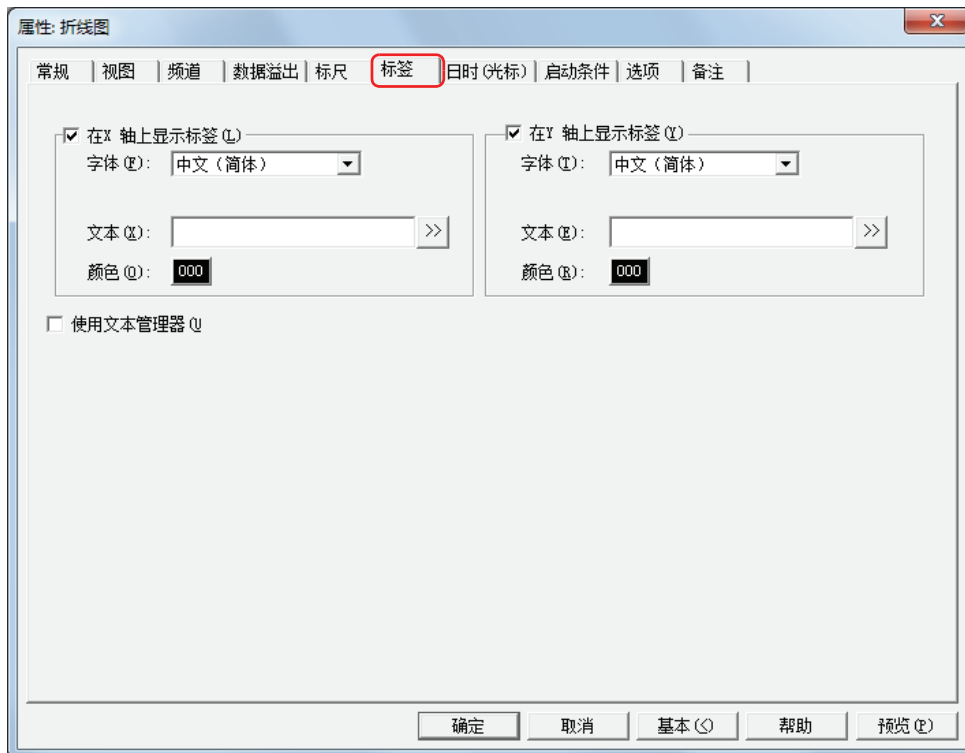 属性: 折线图
常规 视图 频道 数据溢出 标尺 标签 日时(光标) 启动条件 选项 备注
在X 轴上显示标签(L) 在Y 轴上显示标签(Y)
字体(F): 中文（简体） 字体(T): 中文（简体）
文本(X): >> 文本(E): >>
颜色(O): 000 颜色(R): 000
使用文本管理器(U
确定 取消 基本(<) 帮助 预览(P)